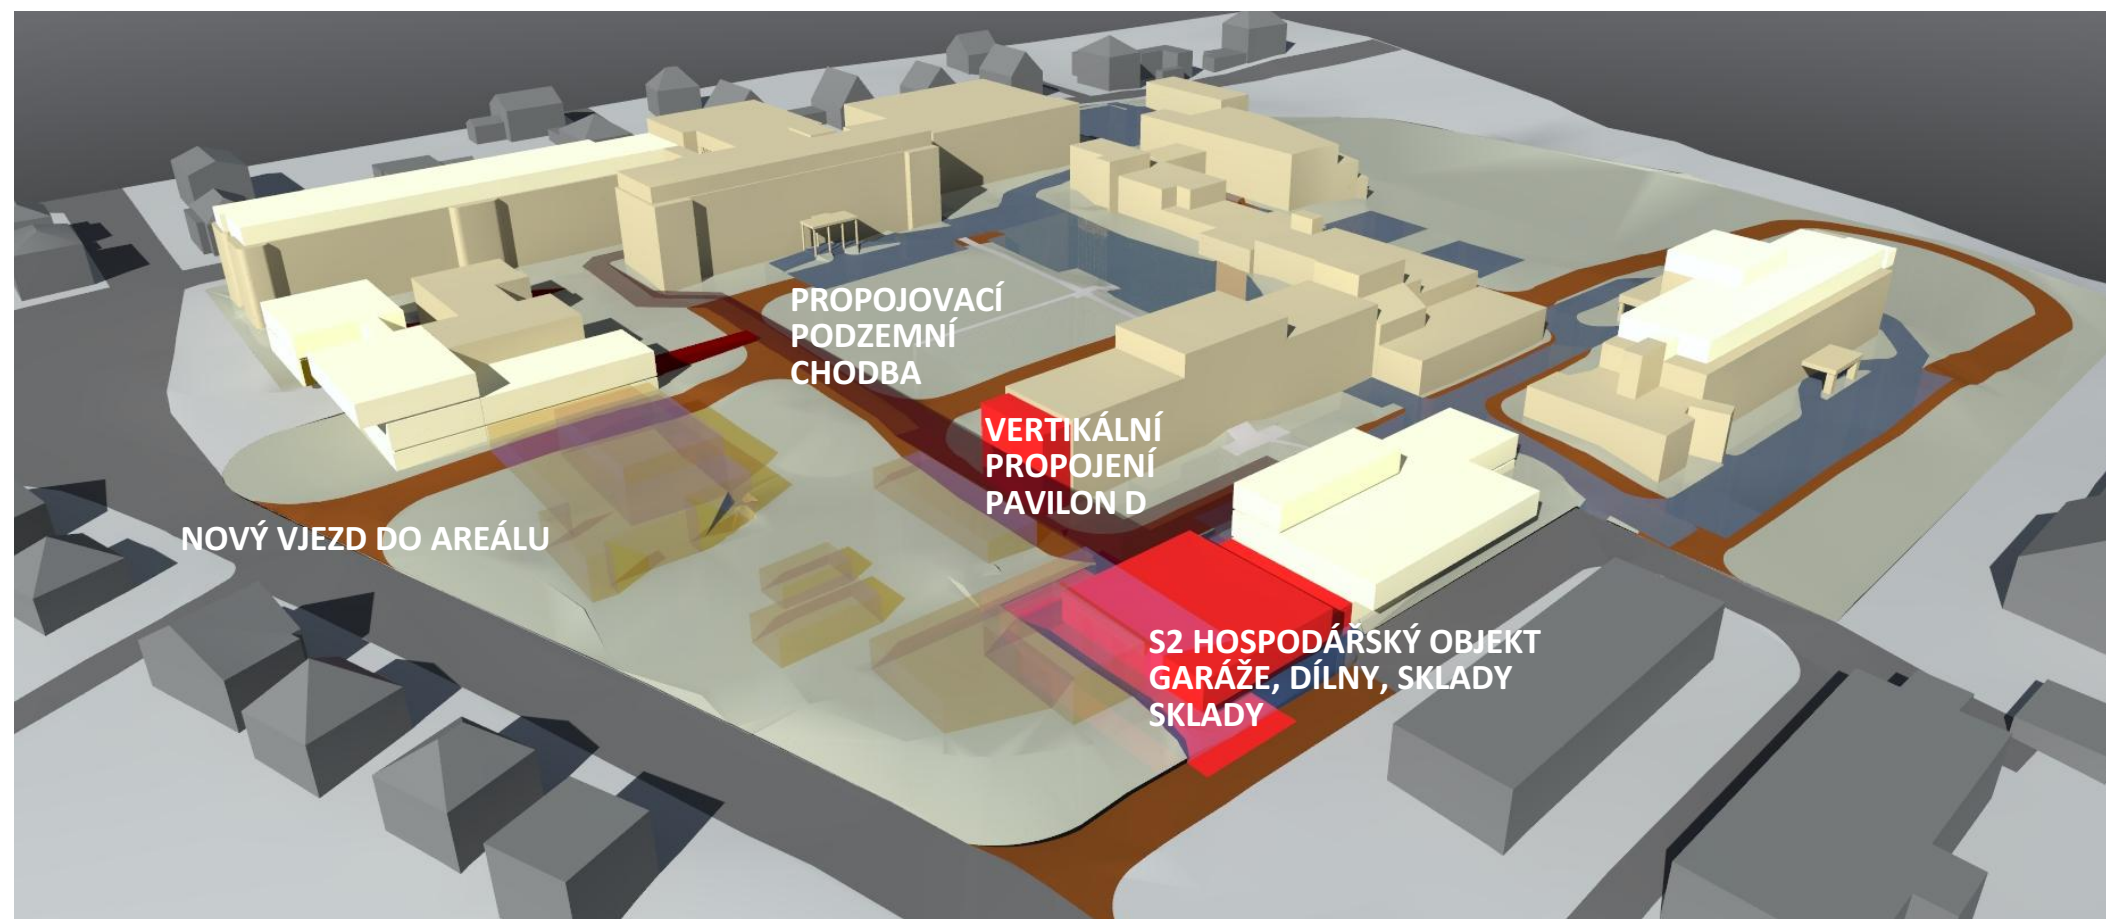 PROPOJOVACÍ
PODZEMNÍ
CHODBA
VERTIKÁLNÍ
PROPOJENÍ
PAVILON D
NOVÝ VJEZD DO AREÁLU
S2 HOSPODÁŘSKÝ OBJEKT
GARÁŽE, DÍLNY, SKLADY
SKLADY